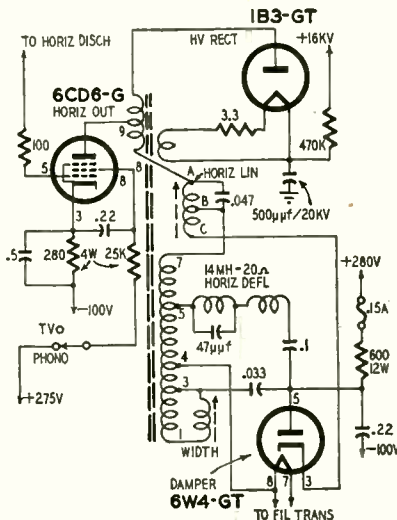 1B3-GT
TO HORIZ DISCH
HV RECT
+16KV
6CD6-G
HORIZ OUT
9
3.3
100
470K
5
8
8
A
HORIZ LIN
B
.047
C
500µµf/20KV
3
.22
.5
280
4W
25K
7
14MH-20Ω
HORIZ DEFL
+280V
-100V
5
.15A
TV
PHONO
47µµf
.1
600
12W
4
.033
3
5
+275V
WIDTH
.22
1
-100V
DAMPER
6W4-GT
8
7
3
TO FIL TRANS